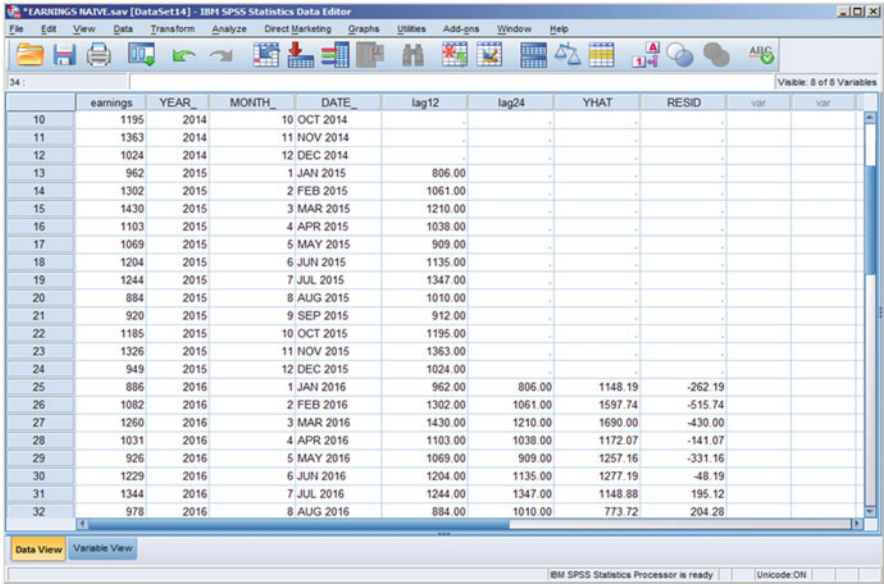 *EARNINGS NAIVE.sav [DataSet14] - IBM SPSS Statistics Data Editor
File Edit View Data Transform Analyze Direct Marketing Graphs Utilities Add-ons Window Help
34 : Visible: 8 of 8 Variables
earnings YEAR_ MONTH_ DATE_ lag12 lag24 YHAT RESID var var
10 1195 2014 10 OCT 2014 . . . .
11 1363 2014 11 NOV 2014 . . . .
12 1024 2014 12 DEC 2014 . . . .
13 962 2015 1 JAN 2015 806.00 . . .
14 1302 2015 2 FEB 2015 1061.00 . . .
15 1430 2015 3 MAR 2015 1210.00 . . .
16 1103 2015 4 APR 2015 1038.00 . . .
17 1069 2015 5 MAY 2015 909.00 . . .
18 1204 2015 6 JUN 2015 1135.00 . . .
19 1244 2015 7 JUL 2015 1347.00 . . .
20 884 2015 8 AUG 2015 1010.00 . . .
21 920 2015 9 SEP 2015 912.00 . . .
22 1185 2015 10 OCT 2015 1195.00 . . .
23 1326 2015 11 NOV 2015 1363.00 . . .
24 949 2015 12 DEC 2015 1024.00 . . .
25 886 2016 1 JAN 2016 962.00 806.00 1148.19 -262.19
26 1082 2016 2 FEB 2016 1302.00 1061.00 1597.74 -515.74
27 1260 2016 3 MAR 2016 1430.00 1210.00 1690.00 -430.00
28 1031 2016 4 APR 2016 1103.00 1038.00 1172.07 -141.07
29 926 2016 5 MAY 2016 1069.00 909.00 1257.16 -331.16
30 1229 2016 6 JUN 2016 1204.00 1135.00 1277.19 -48.19
31 1344 2016 7 JUL 2016 1244.00 1347.00 1148.88 195.12
32 978 2016 8 AUG 2016 884.00 1010.00 773.72 204.28
Data View Variable View
IBM SPSS Statistics Processor is ready Unicode:ON